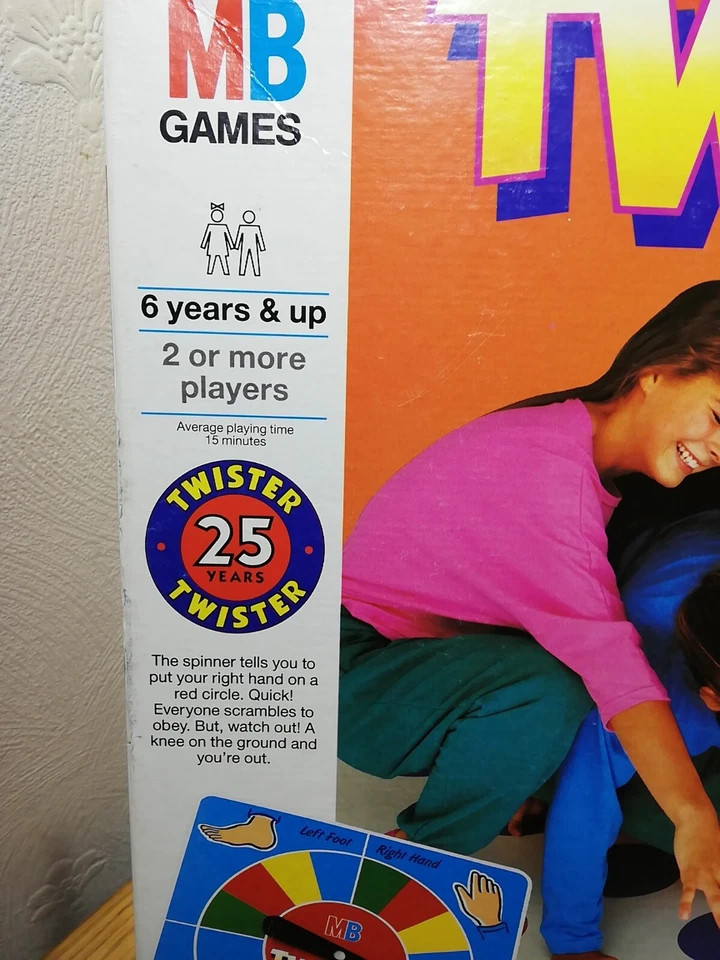 MB
GAMES
TW
6 years & up
2 or more
players
Average playing time
15 minutes
TWISTER
25
YEARS
TWISTER
The spinner tells you to
put your right hand on a
red circle. Quick!
Everyone scrambles to
obey. But, watch out! A
knee on the ground and
you're out.
Left Foot
Right Hand
MB